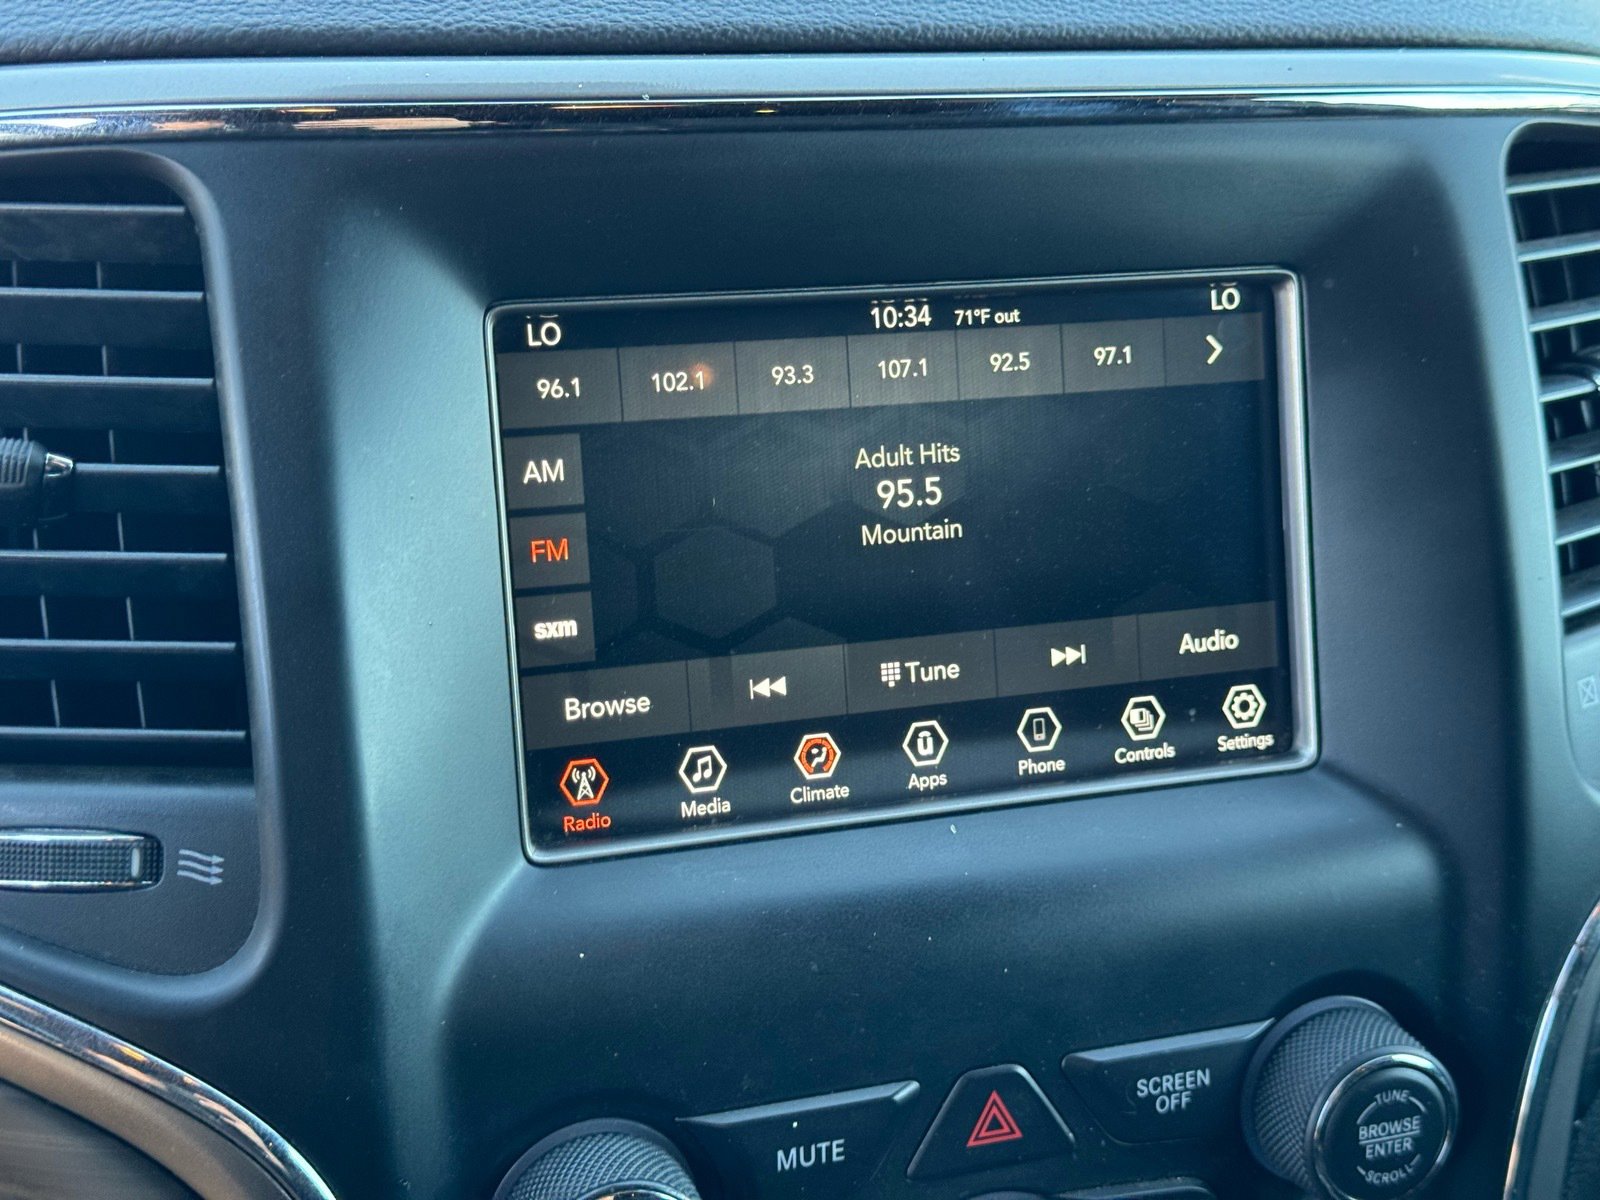 LO 10:34 71°F out LO
96.1 102.1 93.3 107.1 92.5 97.1
AM
FM
sxm
Adult Hits
95.5
Mountain
Browse Tune Audio
Radio Media Climate Apps Phone Controls Settings
MUTE
SCREEN
OFF
TUNE
BROWSE
ENTER
SCROLL